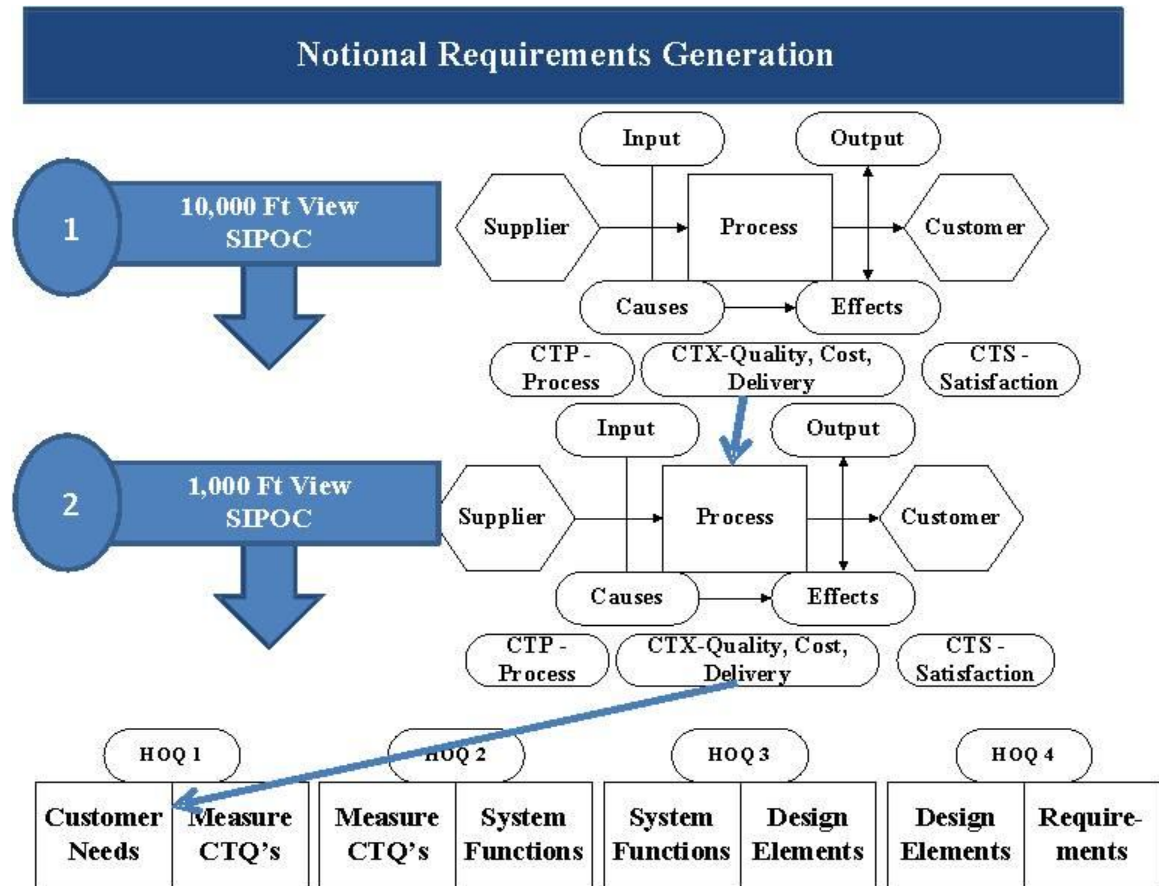 Notional Requirements Generation
Input
Output
1
10,000 Ft View
SIPOC
Supplier
Process
Customer
Causes
Effects
CTP -
Process
CTX-Quality, Cost,
Delivery
CTS -
Satisfaction
Input
Output
2
1,000 Ft View
SIPOC
Supplier
Process
Customer
Causes
Effects
CTP -
Process
CTX-Quality, Cost,
Delivery
CTS -
Satisfaction
HOQ 1
HOQ 2
HOQ 3
HOQ 4
Customer
Needs
Measure
CTQ's
Measure
CTQ's
System
Functions
System
Functions
Design
Elements
Design
Elements
Require-
ments